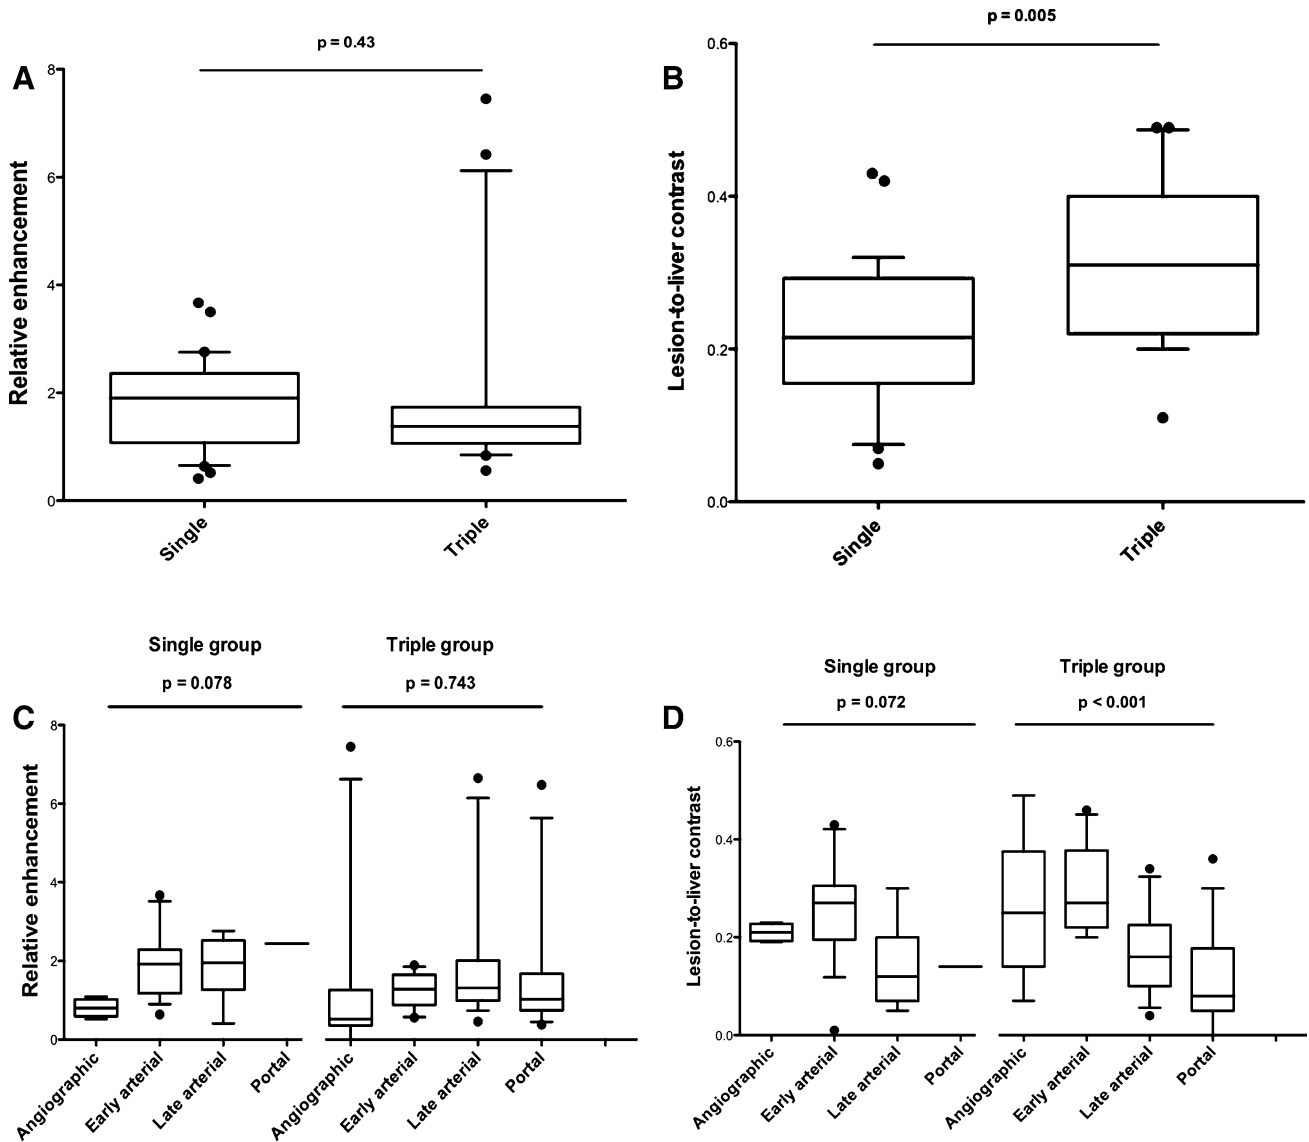 A
p = 0.43
Relative enhancement
8
6
4
2
0
Single
Triple
B
p = 0.005
Lesion-to-liver contrast
0.6
0.4
0.2
0.0
Single
Triple
C
Single group
p = 0.078
Triple group
p = 0.743
Relative enhancement
8
6
4
2
0
Angiographic
Early arterial
Late arterial
Portal
Angiographic
Early arterial
Late arterial
Portal
D
Single group
p = 0.072
Triple group
p < 0.001
Lesion-to-liver contrast
0.6
0.4
0.2
0.0
Angiographic
Early arterial
Late arterial
Portal
Angiographic
Early arterial
Late arterial
Portal